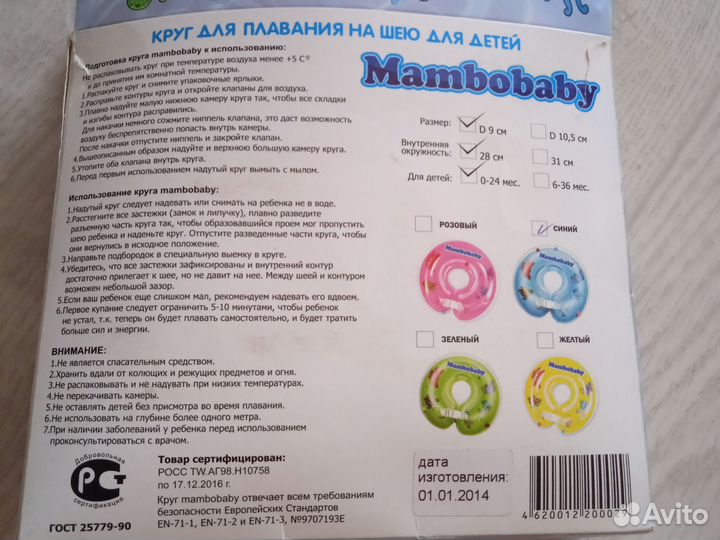 КРУГ ДЛЯ ПЛАВАНИЯ НА ШЕЮ ДЛЯ ДЕТЕЙ
Подготовка круга mambobaby к использованию:
Не распаковывать круг при температуре воздуха менее +5 С°
и до принятия им комнатной температуры.
1.Распакуйте круг и снимите упаковочные ярлыки.
2.Расправьте контуры круга и откройте клапаны для воздуха.
3.Плавно надуйте малую нижнюю камеру круга так, чтобы все складки
и изгибы контура расправились.
Для накачки немного сожмите ниппель клапана, это даст возможность
воздуху беспрепятственно попасть внутрь камеры.
После накачки отпустите ниппель и закройте клапан.
4.Вышеописанным образом надуйте и верхнюю большую камеру круга.
5.Утопите оба клапана внутрь круга.
6.Перед первым использованием надутый круг вымыть с мылом.
Использование круга mambobaby:
1.Надутый круг следует надевать или снимать на ребенка не в воде.
2.Расстегните все застежки (замок и липучку), плавно разведите
разъемную часть круга так, чтобы образовавшийся проем мог пропустить
шею ребенка и наденьте круг. Отпустите разведенные части круга, чтобы
они вернулись в исходное положение.
3.Направьте подбородок в специальную выемку в круге.
4.Убедитесь, что все застежки зафиксированы и внутренний контур
достаточно прилегает к шее, но не давит на нее. Между шеей и контуром
возможен небольшой зазор.
5.Если ваш ребенок еще слишком мал, рекомендуем надевать его вдвоем.
6.Первое купание следует ограничить 5-10 минутами, чтобы ребенок
не устал, т.к. теперь он будет плавать самостоятельно, и будет тратить
больше сил и энергии.
ВНИМАНИЕ:
1.Не является спасательным средством.
2.Хранить вдали от колющих и режущих предметов и огня.
3.Не распаковывать и не надувать при низких температурах.
4.Не перекачивать камеры.
5.Не оставлять детей без присмотра во время плавания.
6.Не использовать на глубине более одного метра.
7.При наличии заболеваний у ребенка перед использованием
проконсультироваться с врачом.
Mambobaby
Размер:
D 9 см
D 10,5 см
Внутренняя
окружность:
28 см
31 см
Для детей:
0-24 мес.
6-36 мес.
РОЗОВЫЙ
СИНИЙ
Mambobaby
Mambobaby
ЗЕЛЕНЫЙ
ЖЕЛТЫЙ
Mambobaby
Mambobaby
Добровольная
РСТ
сертификация
ГОСТ 25779-90
Товар сертифицирован:
РОСС TW.АГ98.Н10758
по 17.12.2016 г.
Круг mambobaby отвечает всем требованиям
безопасности Европейских Стандартов
EN-71-1, EN-71-2 и EN-71-3, N99707193E
дата
изготовления:
01.01.2014
Avito